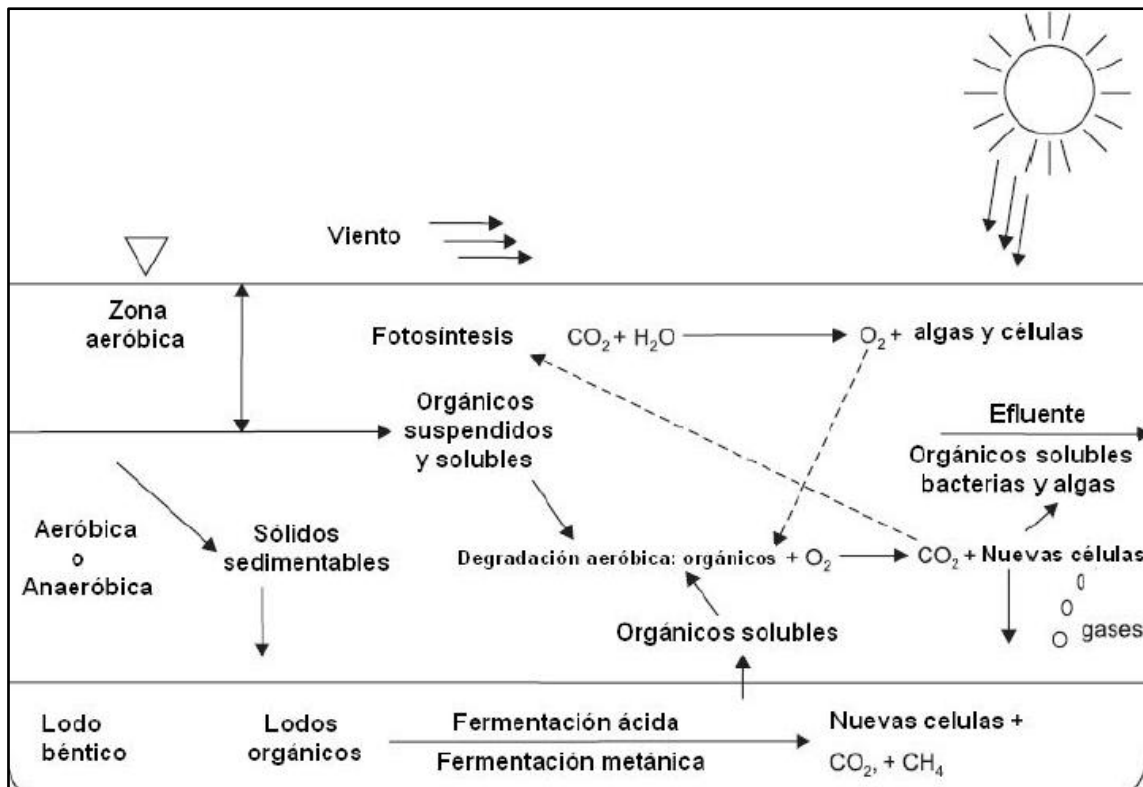 Viento
Zona
aeróbica
Fotosíntesis
CO₂ + H₂O
O₂ +
algas y células
Orgánicos
suspendidos
y solubles
Efluente
Orgánicos solubles
bacterias y algas
Aeróbica
o
Anaeróbica
Sólidos
sedimentables
Degradación aeróbica: orgánicos + O₂
CO₂ + Nuevas células
Orgánicos solubles
gases
Lodo
béntico
Lodos
orgánicos
Fermentación ácida
Fermentación metánica
Nuevas celulas +
CO₂, + CH₄